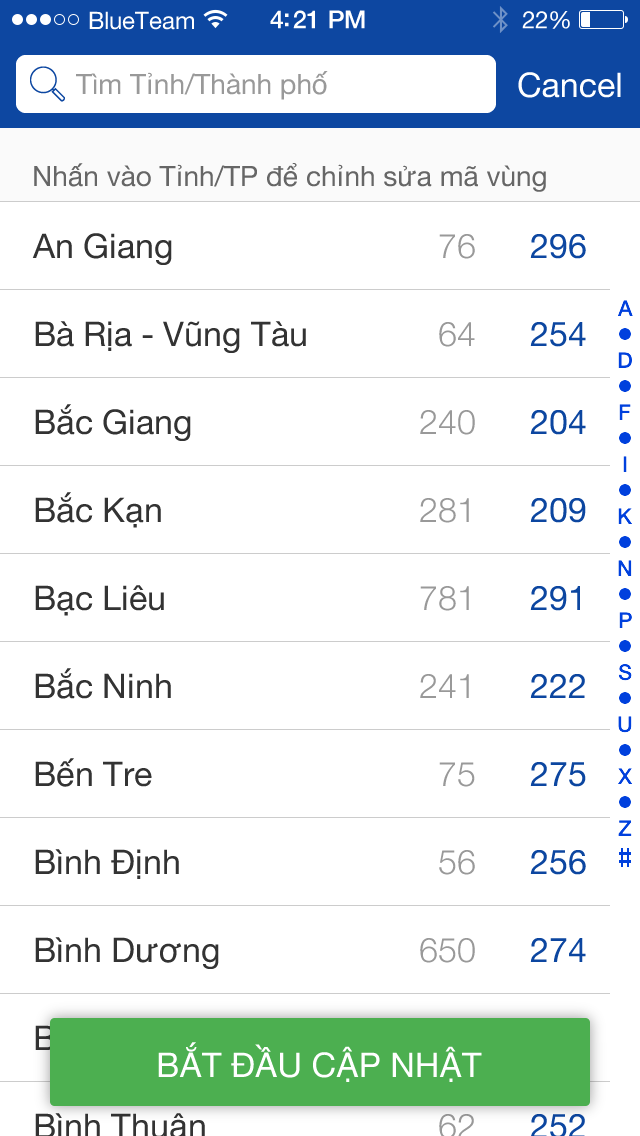 BlueTeam 4:21 PM 22%
Tìm Tỉnh/Thành phố Cancel
Nhấn vào Tỉnh/TP để chỉnh sửa mã vùng
An Giang 76 296
Bà Rịa - Vũng Tàu 64 254
Bắc Giang 240 204
Bắc Kạn 281 209
Bạc Liêu 781 291
Bắc Ninh 241 222
Bến Tre 75 275
Bình Định 56 256
Bình Dương 650 274
BẮT ĐẦU CẬP NHẬT
Bình Thuận 62 252
A
D
F
I
K
N
P
S
U
X
Z
#